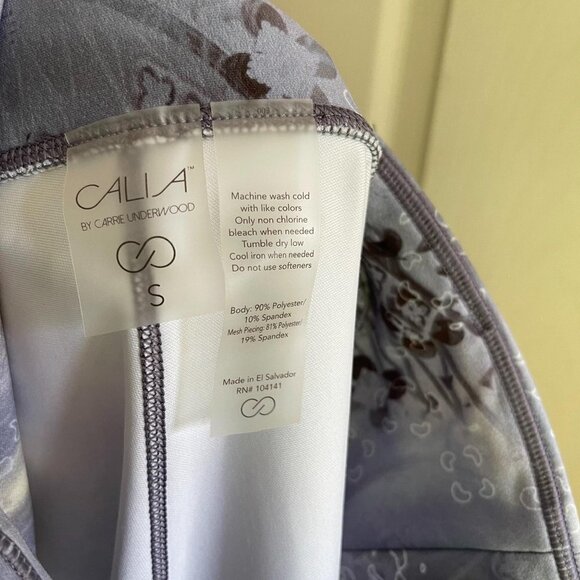 CALIA™
BY CARRIE UNDERWOOD
S
Machine wash cold
with like colors
Only non chlorine
bleach when needed
Tumble dry low
Cool iron when needed
Do not use softeners
Body: 90% Polyester/
10% Spandex
Mesh Piecing: 81% Polyester/
19% Spandex
Made in El Salvador
RN# 104141